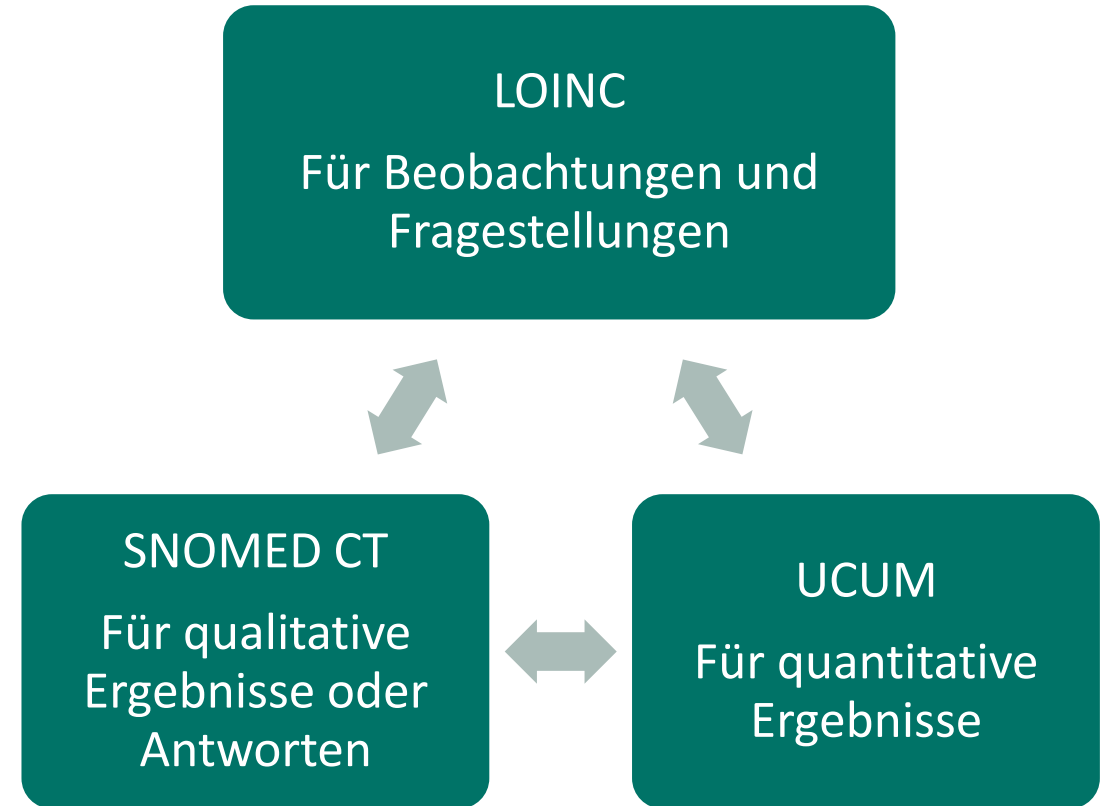 LOINC
Für Beobachtungen und
Fragestellungen
SNOMED CT
Für qualitative
Ergebnisse oder
Antworten
UCUM
Für quantitative
Ergebnisse